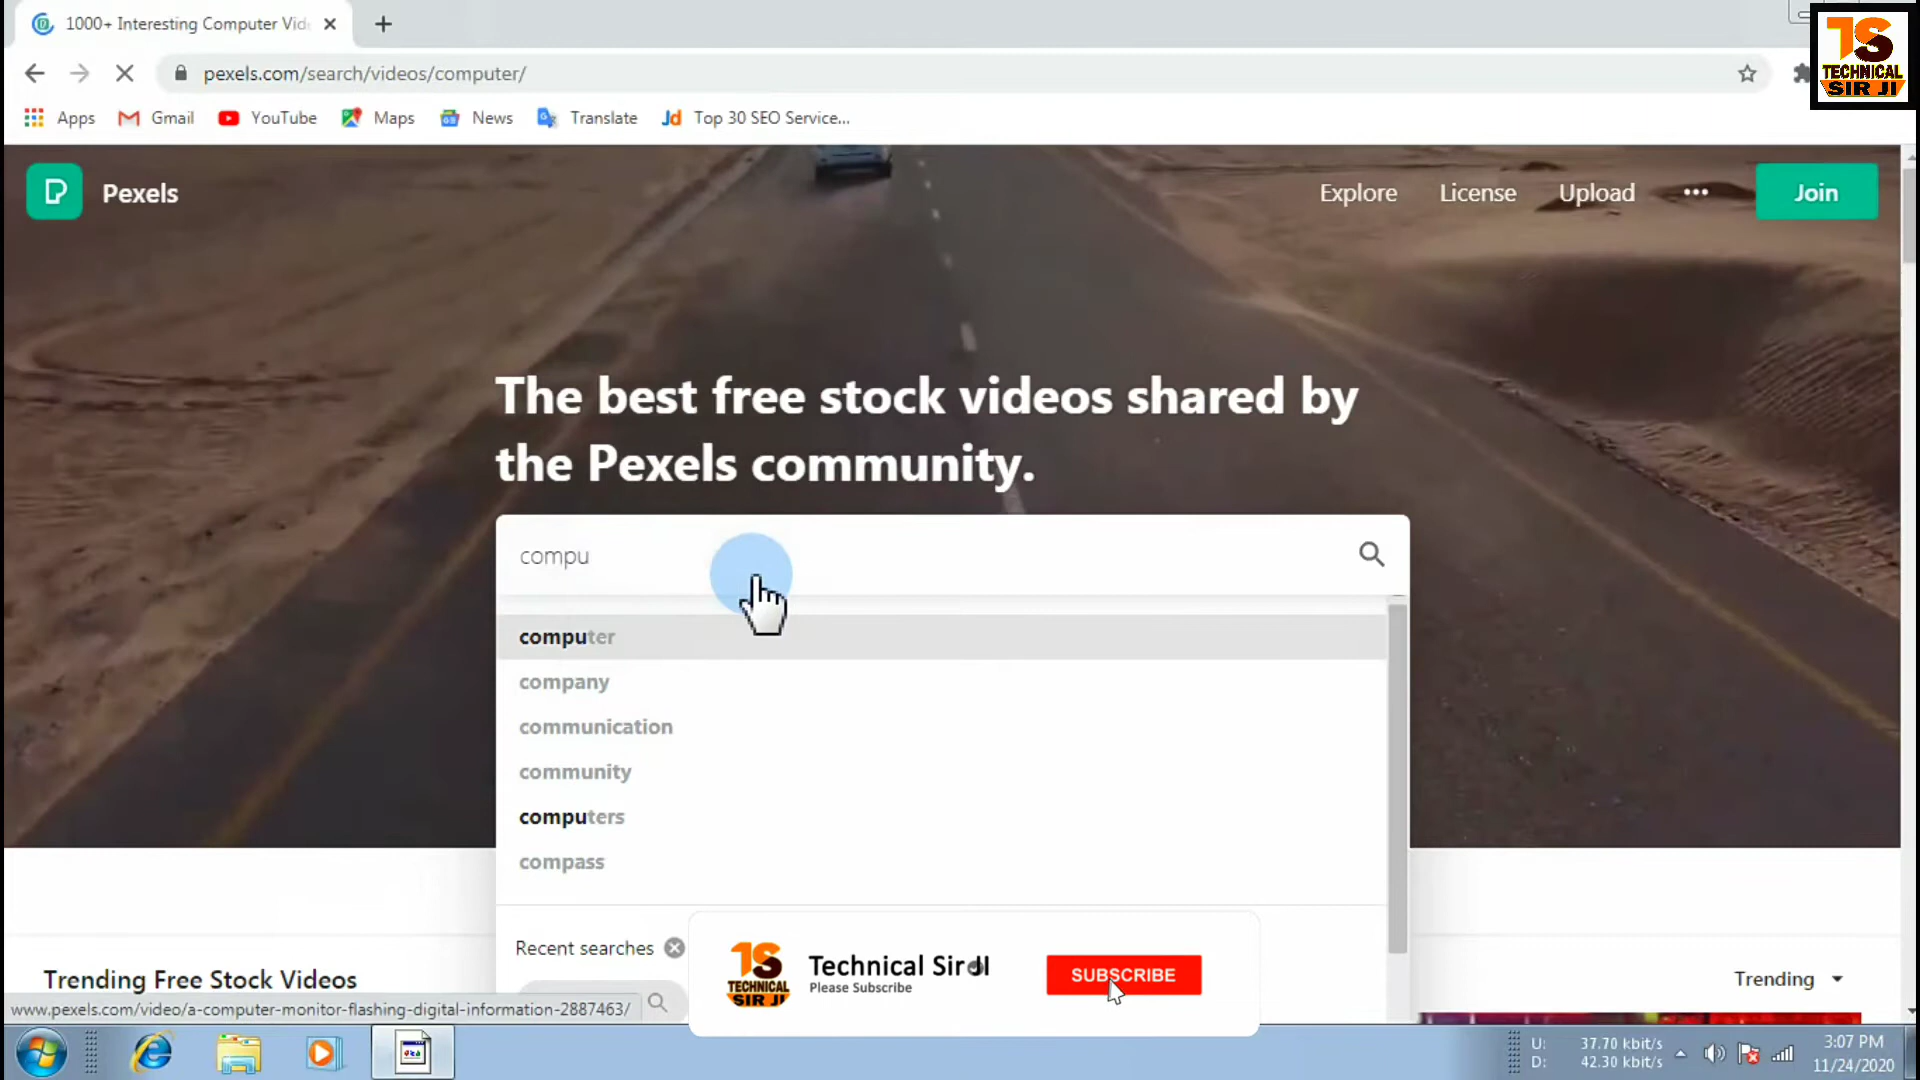 1000+ Interesting Computer Vid
pexels.com/search/videos/computer/
TS
TECHNICAL
SIR JI
Apps
Gmail
YouTube
Maps
News
Translate
Jd
Top 30 SEO Service...
Pexels
Explore
License
Upload
...
Join
The best free stock videos shared by
the Pexels community.
compu
computer
company
communication
community
computers
compass
Recent searches
TS
TECHNICAL
SIR JI
Technical Sir JI
Please Subscribe
SUBSCRIBE
Trending Free Stock Videos
Trending
www.pexels.com/video/a-computer-monitor-flashing-digital-information-2887463/
U: 37.70 kbit/s
D: 42.30 kbit/s
3:07 PM
11/24/2020